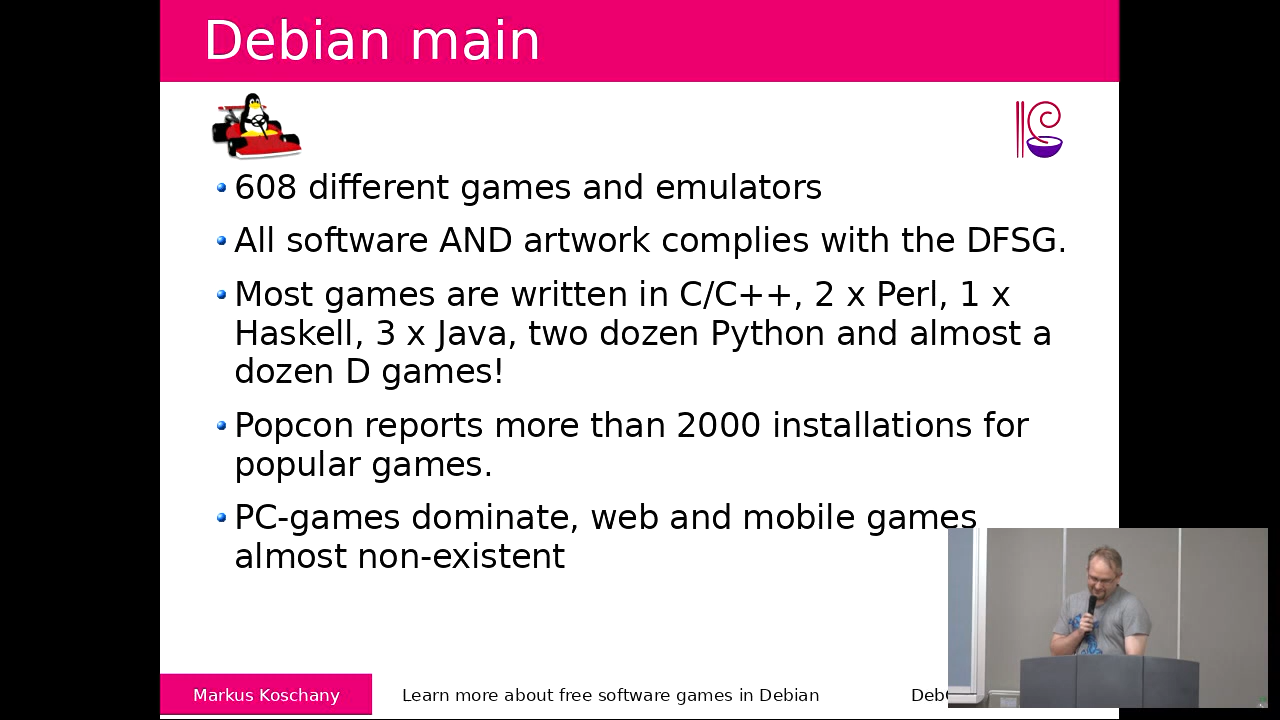 Debian main
608 different games and emulators
All software AND artwork complies with the DFSG.
Most games are written in C/C++, 2 x Perl, 1 x
Haskell, 3 x Java, two dozen Python and almost a
dozen D games!
Popcon reports more than 2000 installations for
popular games.
PC-games dominate, web and mobile games
almost non-existent
Markus Koschany
Learn more about free software games in Debian